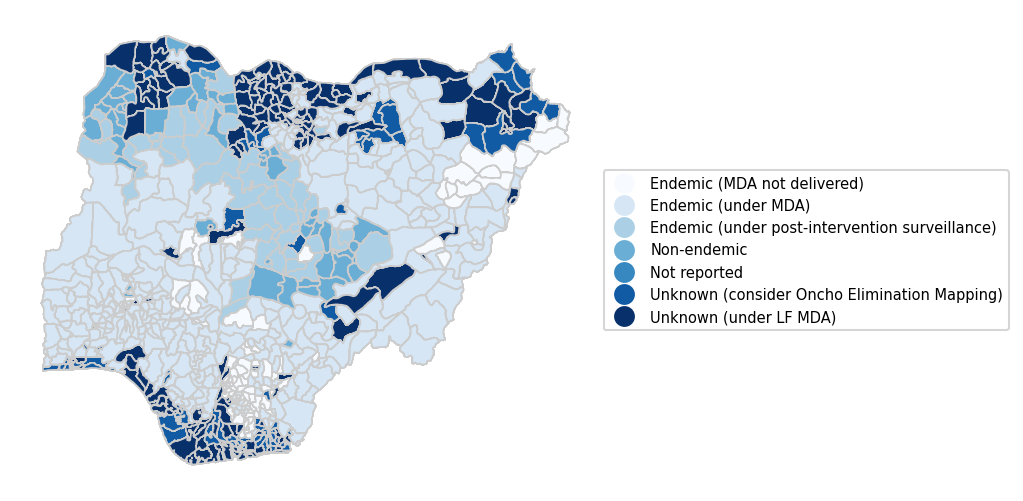 Endemic (MDA not delivered)
Endemic (under MDA)
Endemic (under post-intervention surveillance)
Non-endemic
Not reported
Unknown (consider Oncho Elimination Mapping)
Unknown (under LF MDA)